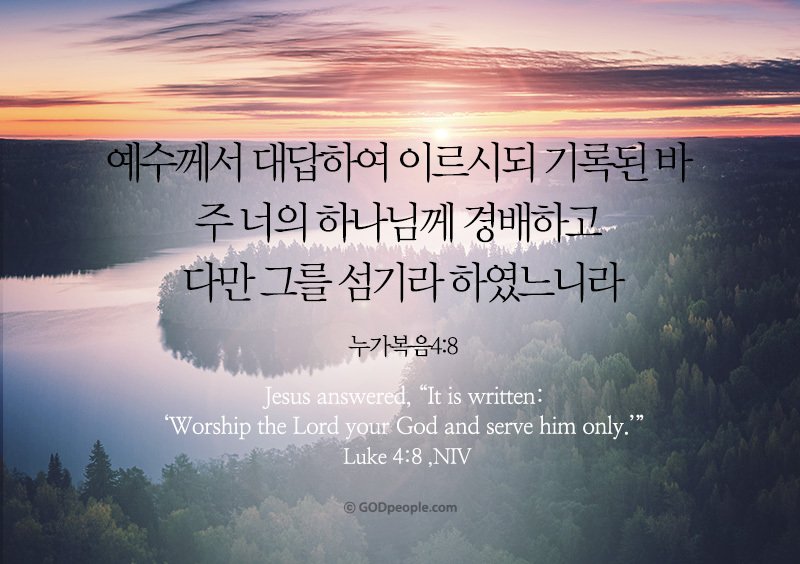 예수께서 대답하여 이르시되 기록된 바
주 너의 하나님께 경배하고
다만 그를 섬기라 하였느니라
누가복음4:8
Jesus answered, “It is written:
‘Worship the Lord your God and serve him only.’”
Luke 4:8 ,NIV
© GODpeople.com